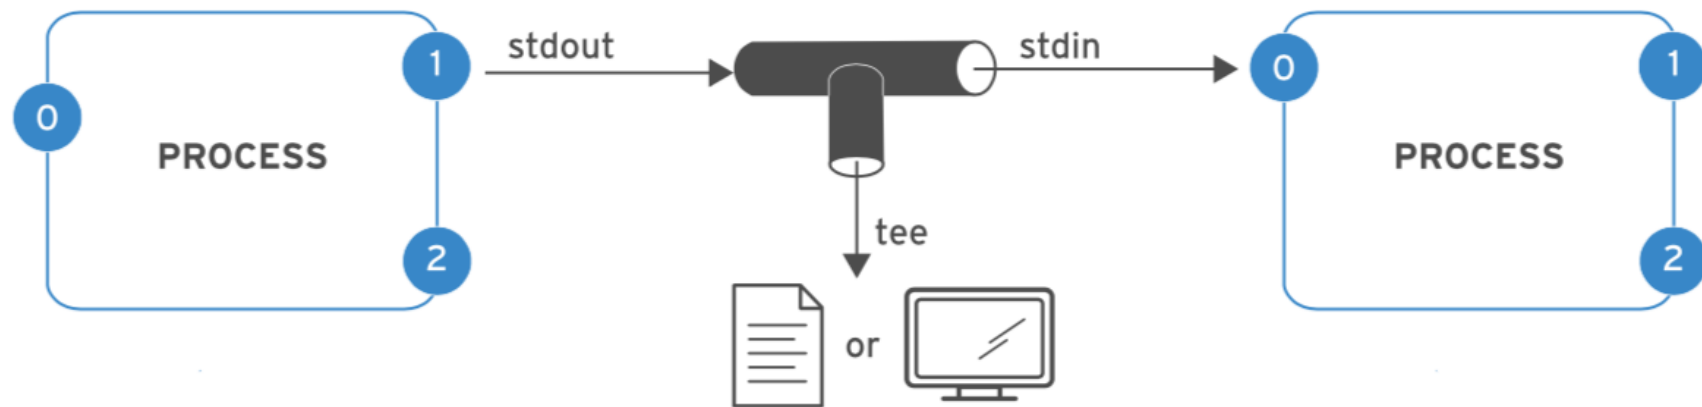 stdout
stdin
0
1
PROCESS
2
0
1
PROCESS
2
tee
or